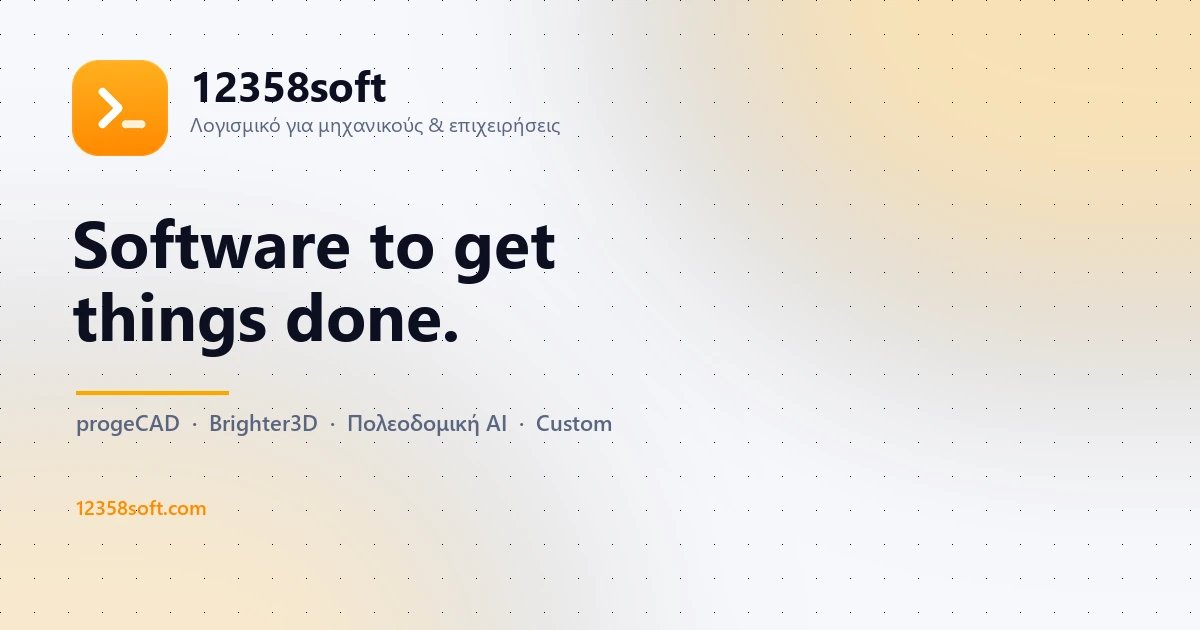 12358soft
Λογισμικό για μηχανικούς & επιχειρήσεις
Software to get
things done.
progeCAD · Brighter3D · Πολεοδομική AI · Custom
12358soft.com